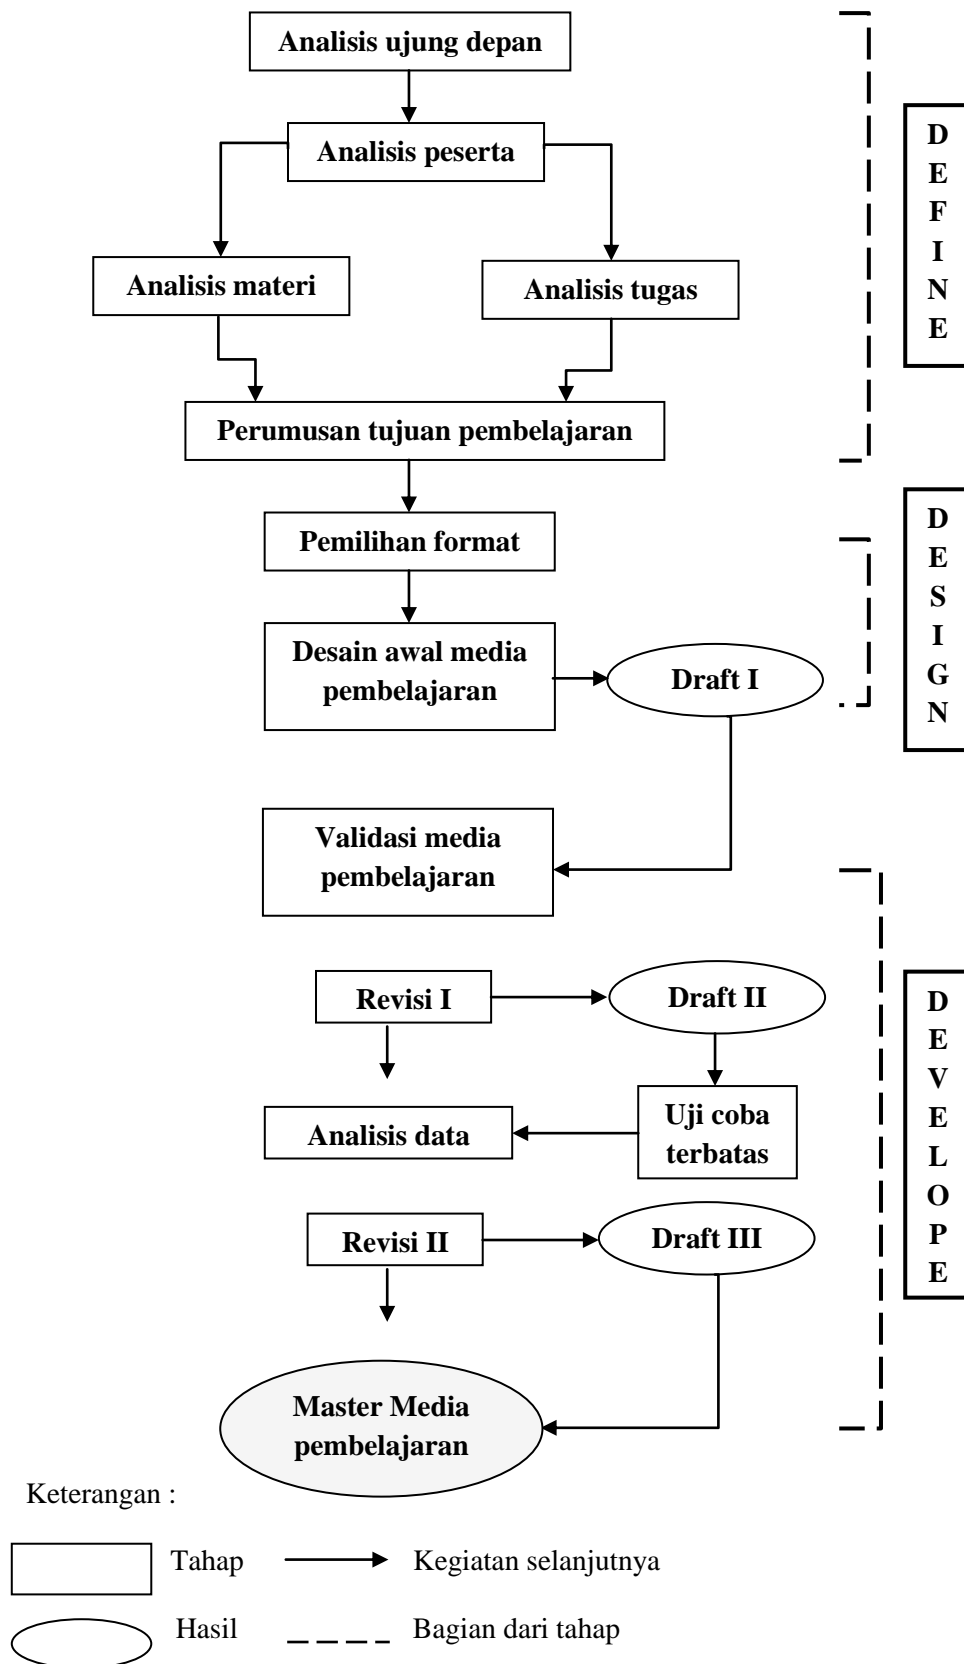 Analisis ujung depan
Analisis peserta
Analisis materi
Analisis tugas
Perumusan tujuan pembelajaran
D
E
F
I
N
E
Pemilihan format
Desain awal media
pembelajaran
Draft I
D
E
S
I
G
N
Validasi media
pembelajaran
Revisi I
Draft II
Analisis data
Uji coba
terbatas
Revisi II
Draft III
Master Media
pembelajaran
D
E
V
E
L
O
P
E
Keterangan :
Tahap
Kegiatan selanjutnya
Hasil
Bagian dari tahap